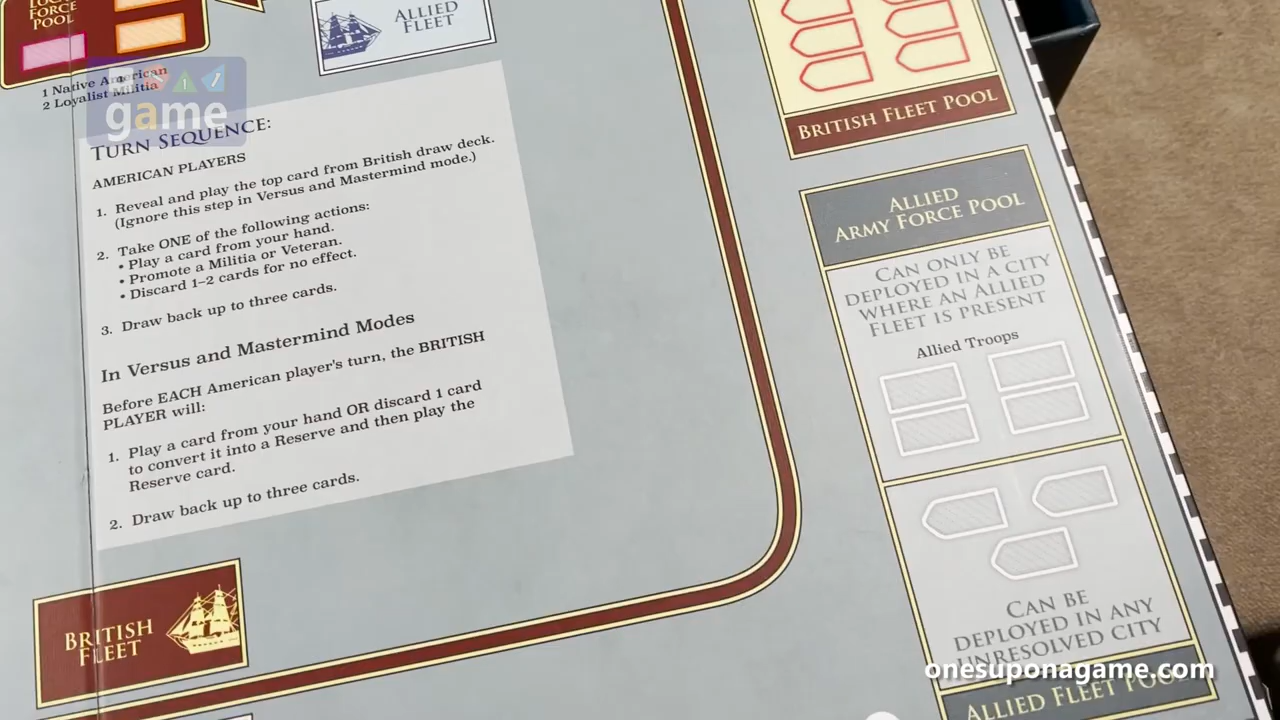 FORCE
POOL
1 Native American
2 Loyalist Militia
game
ALLIED
FLEET
TURN SEQUENCE:
AMERICAN PLAYERS
1. Reveal and play the top card from British draw deck.
(Ignore this step in Versus and Mastermind mode.)
2. Take ONE of the following actions:
• Play a card from your hand.
• Promote a Militia or Veteran.
• Discard 1–2 cards for no effect.
3. Draw back up to three cards.
In Versus and Mastermind Modes
Before EACH American player's turn, the BRITISH
PLAYER will:
1. Play a card from your hand OR discard 1 card
to convert it into a Reserve and then play the
Reserve card.
2. Draw back up to three cards.
BRITISH
FLEET
BRITISH FLEET POOL
ALLIED
ARMY FORCE POOL
CAN ONLY BE
DEPLOYED IN A CITY
WHERE AN ALLIED
FLEET IS PRESENT
Allied Troops
CAN BE
DEPLOYED IN ANY
UNRESOLVED CITY
ALLIED FLEET POOL
onesuponagame.com